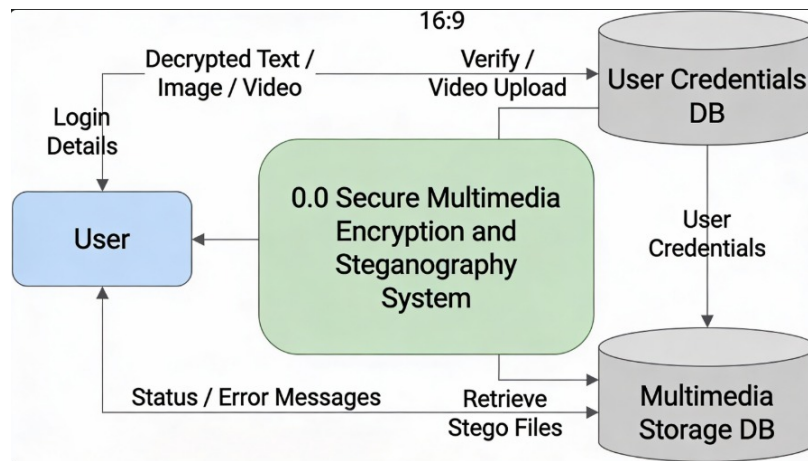 16:9
Decrypted Text /
Image / Video
Verify /
Video Upload
User Credentials
DB
Login
Details
0.0 Secure Multimedia
Encryption and
Steganography
System
User
User
Credentials
Status / Error Messages
Retrieve
Stego Files
Multimedia
Storage DB